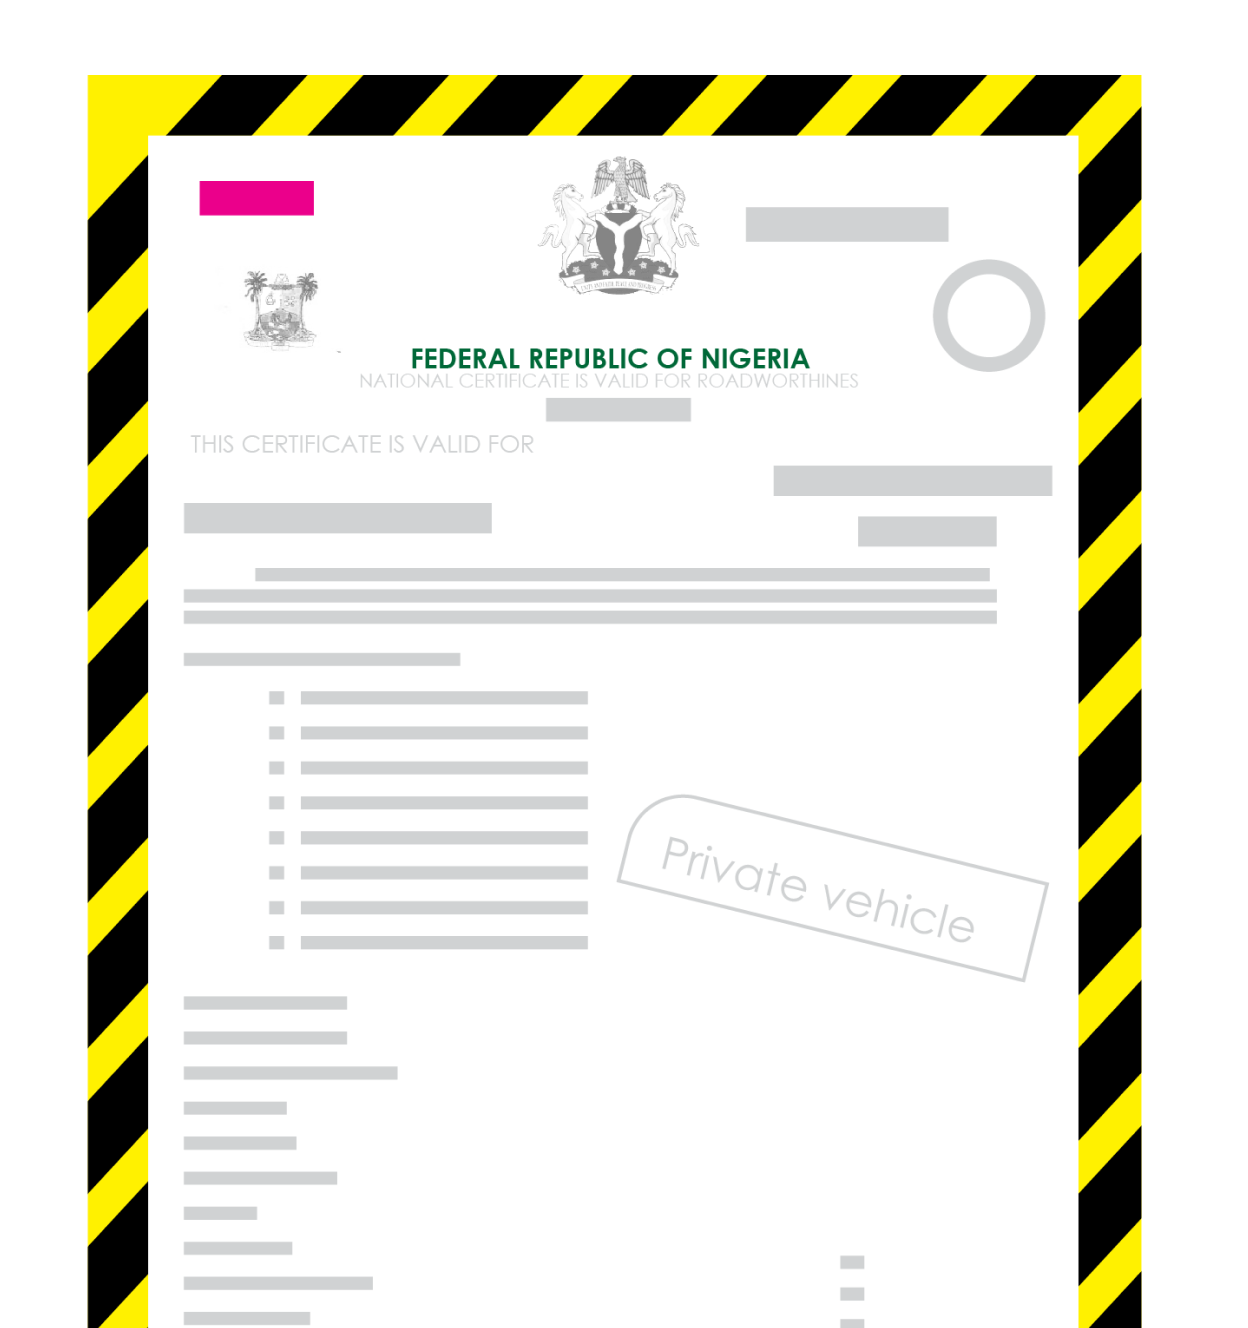 FEDERAL REPUBLIC OF NIGERIA
NATIONAL CERTIFICATE IS VALID FOR ROADWORTHINES
THIS CERTIFICATE IS VALID FOR
Private vehicle